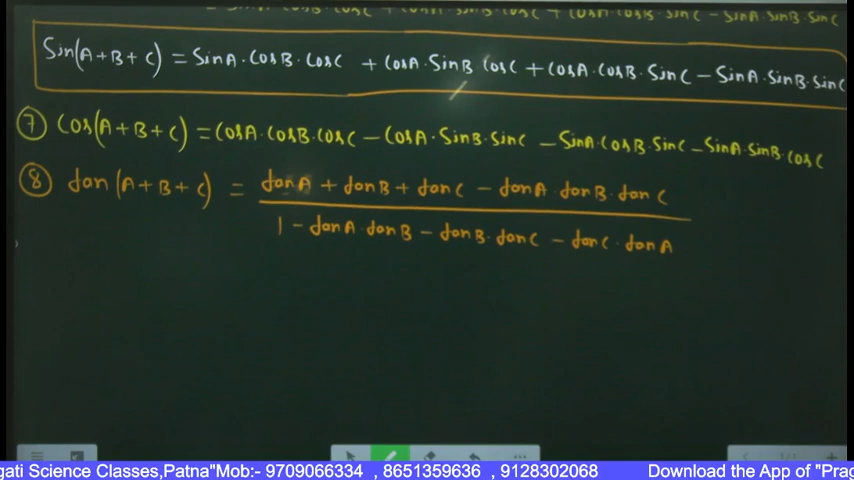 Sin(A+B+C) = SinA·CosB·CosC + CosA·SinB CosC + CosA·CosB·SinC − SinA·SinB·SinC
⑦ Cos(A+B+C) = CosA·CosB·CosC − CosA·SinB·SinC − SinA·CosB·SinC − SinA·SinB·CosC
⑧ tan(A+B+C) = tanA + tanB + tanC − tanA·tanB·tanC
1 − tanA·tanB − tanB·tanC − tanC·tanA
gati Science Classes,Patna"Mob:- 9709066334 , 8651359636 , 9128302068 Download the App of "Prag